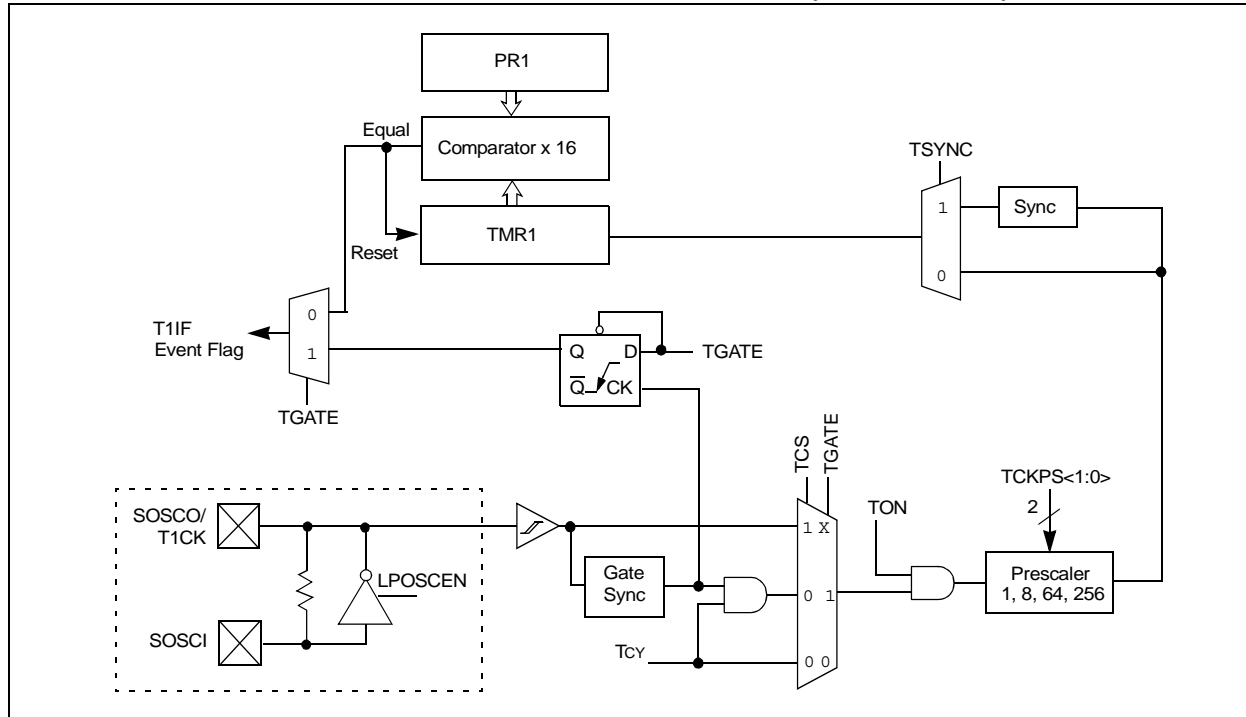 PR1
Equal
Comparator x 16
TSYNC
1
Sync
TMR1
Reset
0
0
T1IF
Event Flag
1
Q
D
TGATE
Q CK
TGATE
TCS
TGATE
TCKPS<1:0>
2
SOSCO/
T1CK
TON
1 X
LPOSCEN
Gate
Sync
Prescaler
1, 8, 64, 256
0 1
SOSCI
TCY
0 0